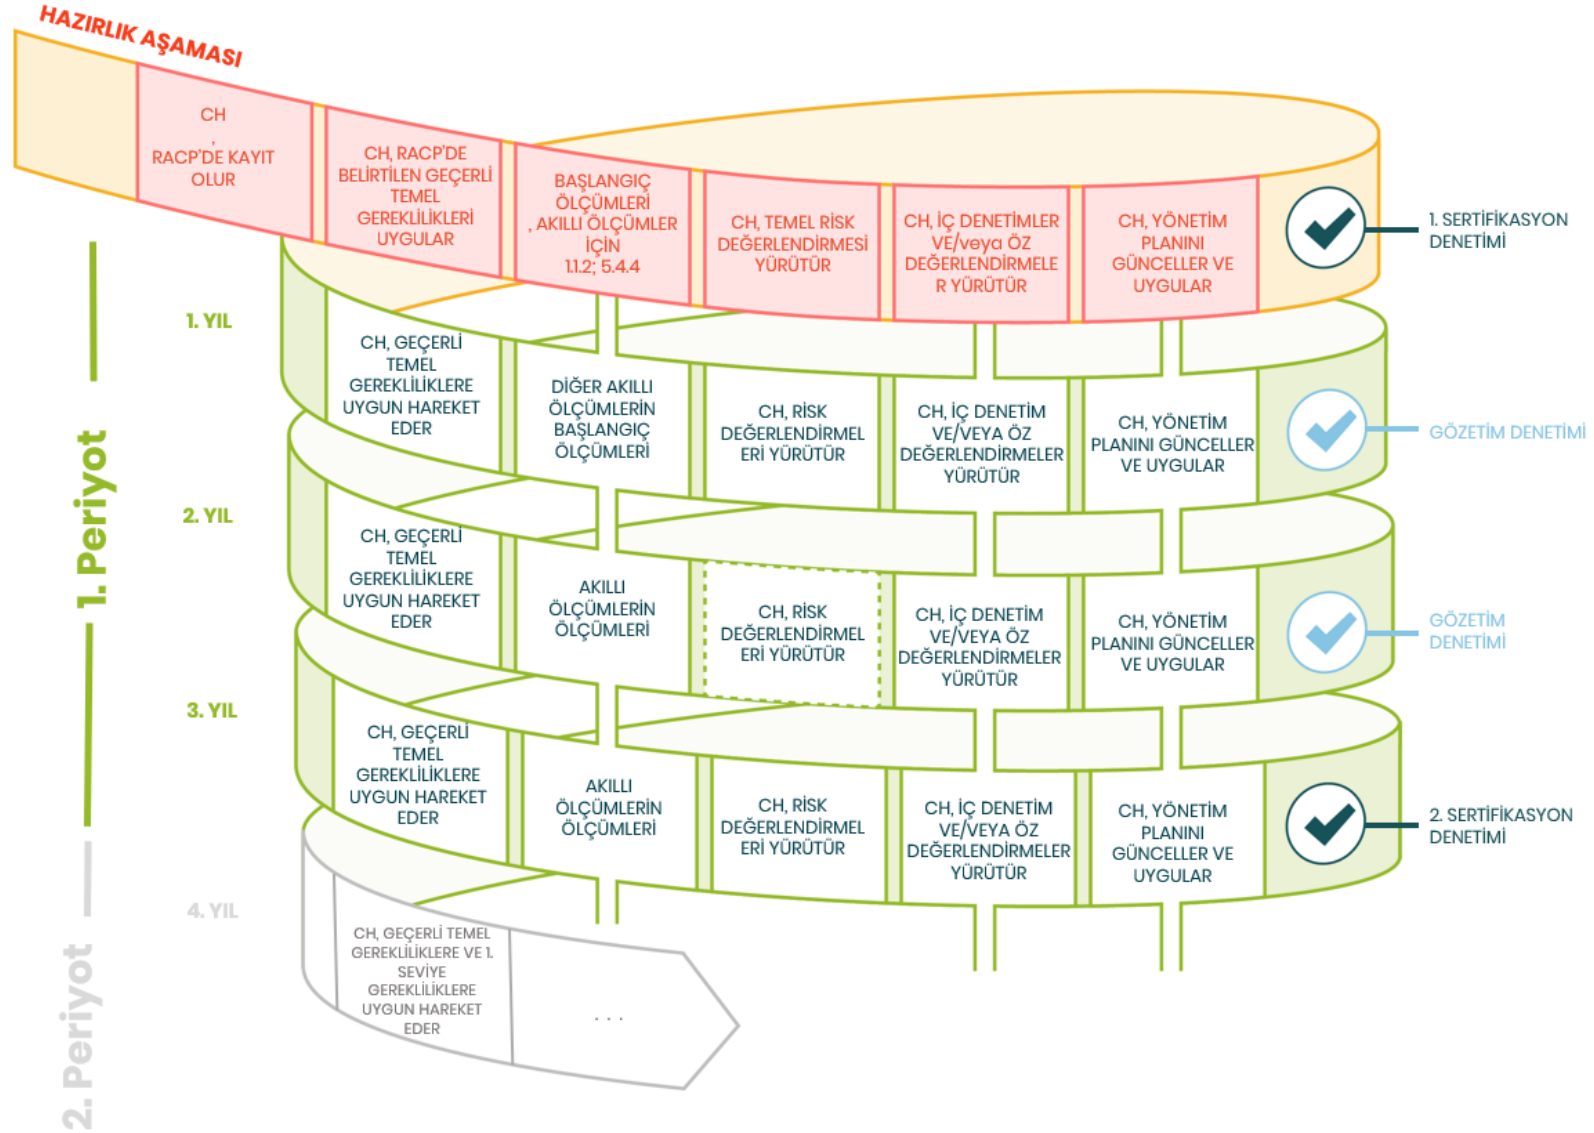 HAZIRLIK AŞAMASI
CH
,
RACP'DE KAYIT
OLUR
CH, RACP'DE
BELİRTİLEN GEÇERLİ
TEMEL
GEREKLİLİKLERİ
UYGULAR
BAŞLANGIÇ
ÖLÇÜMLERİ
, AKILLI ÖLÇÜMLER
İÇİN
1.1.2; 5.4.4
CH, TEMEL RİSK
DEĞERLENDİRMESİ
YÜRÜTÜR
CH, İÇ DENETİMLER
VE/veya ÖZ
DEĞERLENDİRMELE
R YÜRÜTÜR
CH, YÖNETİM
PLANINI
GÜNCELLER VE
UYGULAR
1. SERTİFİKASYON
DENETİMİ
1. Periyot
1. YIL
CH, GEÇERLİ
TEMEL
GEREKLİLİKLERE
UYGUN HAREKET
EDER
DİĞER AKILLI
ÖLÇÜMLERİN
BAŞLANGIÇ
ÖLÇÜMLERİ
CH, RİSK
DEĞERLENDİRMEL
ERİ YÜRÜTÜR
CH, İÇ DENETİM
VE/VEYA ÖZ
DEĞERLENDİRMELER
YÜRÜTÜR
CH, YÖNETİM
PLANINI GÜNCELLER
VE UYGULAR
GÖZETİM DENETİMİ
2. YIL
CH, GEÇERLİ
TEMEL
GEREKLİLİKLERE
UYGUN HAREKET
EDER
AKILLI
ÖLÇÜMLERİN
ÖLÇÜMLERİ
CH, RİSK
DEĞERLENDİRMEL
ERİ YÜRÜTÜR
CH, İÇ DENETİM
VE/VEYA ÖZ
DEĞERLENDİRMELER
YÜRÜTÜR
CH, YÖNETİM
PLANINI GÜNCELLER
VE UYGULAR
GÖZETİM
DENETİMİ
3. YIL
CH, GEÇERLİ
TEMEL
GEREKLİLİKLERE
UYGUN HAREKET
EDER
AKILLI
ÖLÇÜMLERİN
ÖLÇÜMLERİ
CH, RİSK
DEĞERLENDİRMEL
ERİ YÜRÜTÜR
CH, İÇ DENETİM
VE/VEYA ÖZ
DEĞERLENDİRMELER
YÜRÜTÜR
CH, YÖNETİM
PLANINI
GÜNCELLER VE
UYGULAR
2. SERTİFİKASYON
DENETİMİ
2. Periyot
4. YIL
CH, GEÇERLİ TEMEL
GEREKLİLİKLERE VE 1.
SEVİYE
GEREKLİLİKLERE
UYGUN HAREKET
EDER
. . .